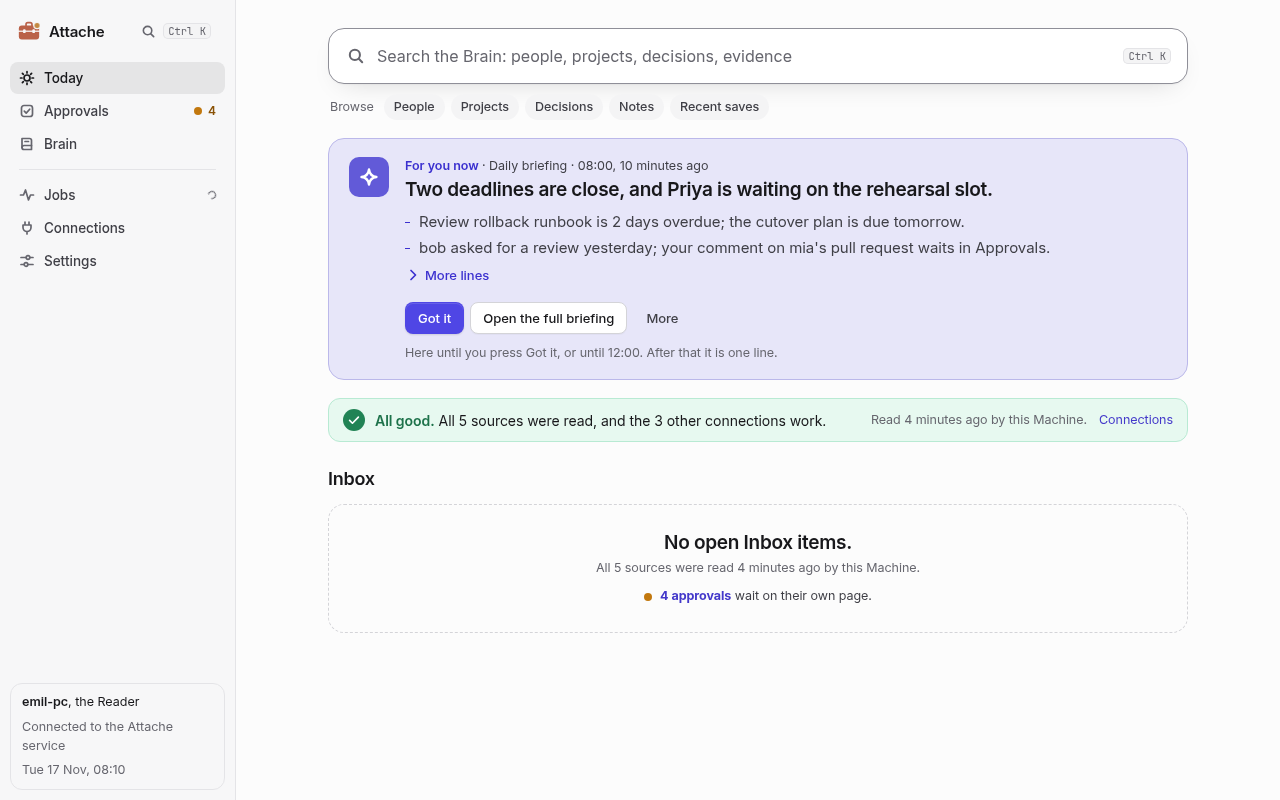 Attache
Ctrl K
Today
Approvals
4
Brain
Jobs
Connections
Settings
emil-pc, the Reader
Connected to the Attache
service
Tue 17 Nov, 08:10
Search the Brain: people, projects, decisions, evidence
Ctrl K
Browse People Projects Decisions Notes Recent saves
For you now · Daily briefing · 08:00, 10 minutes ago
Two deadlines are close, and Priya is waiting on the rehearsal slot.
- Review rollback runbook is 2 days overdue; the cutover plan is due tomorrow.
- bob asked for a review yesterday; your comment on mia's pull request waits in Approvals.
More lines
Got it Open the full briefing More
Here until you press Got it, or until 12:00. After that it is one line.
All good. All 5 sources were read, and the 3 other connections work. Read 4 minutes ago by this Machine. Connections
Inbox
No open Inbox items.
All 5 sources were read 4 minutes ago by this Machine.
4 approvals wait on their own page.